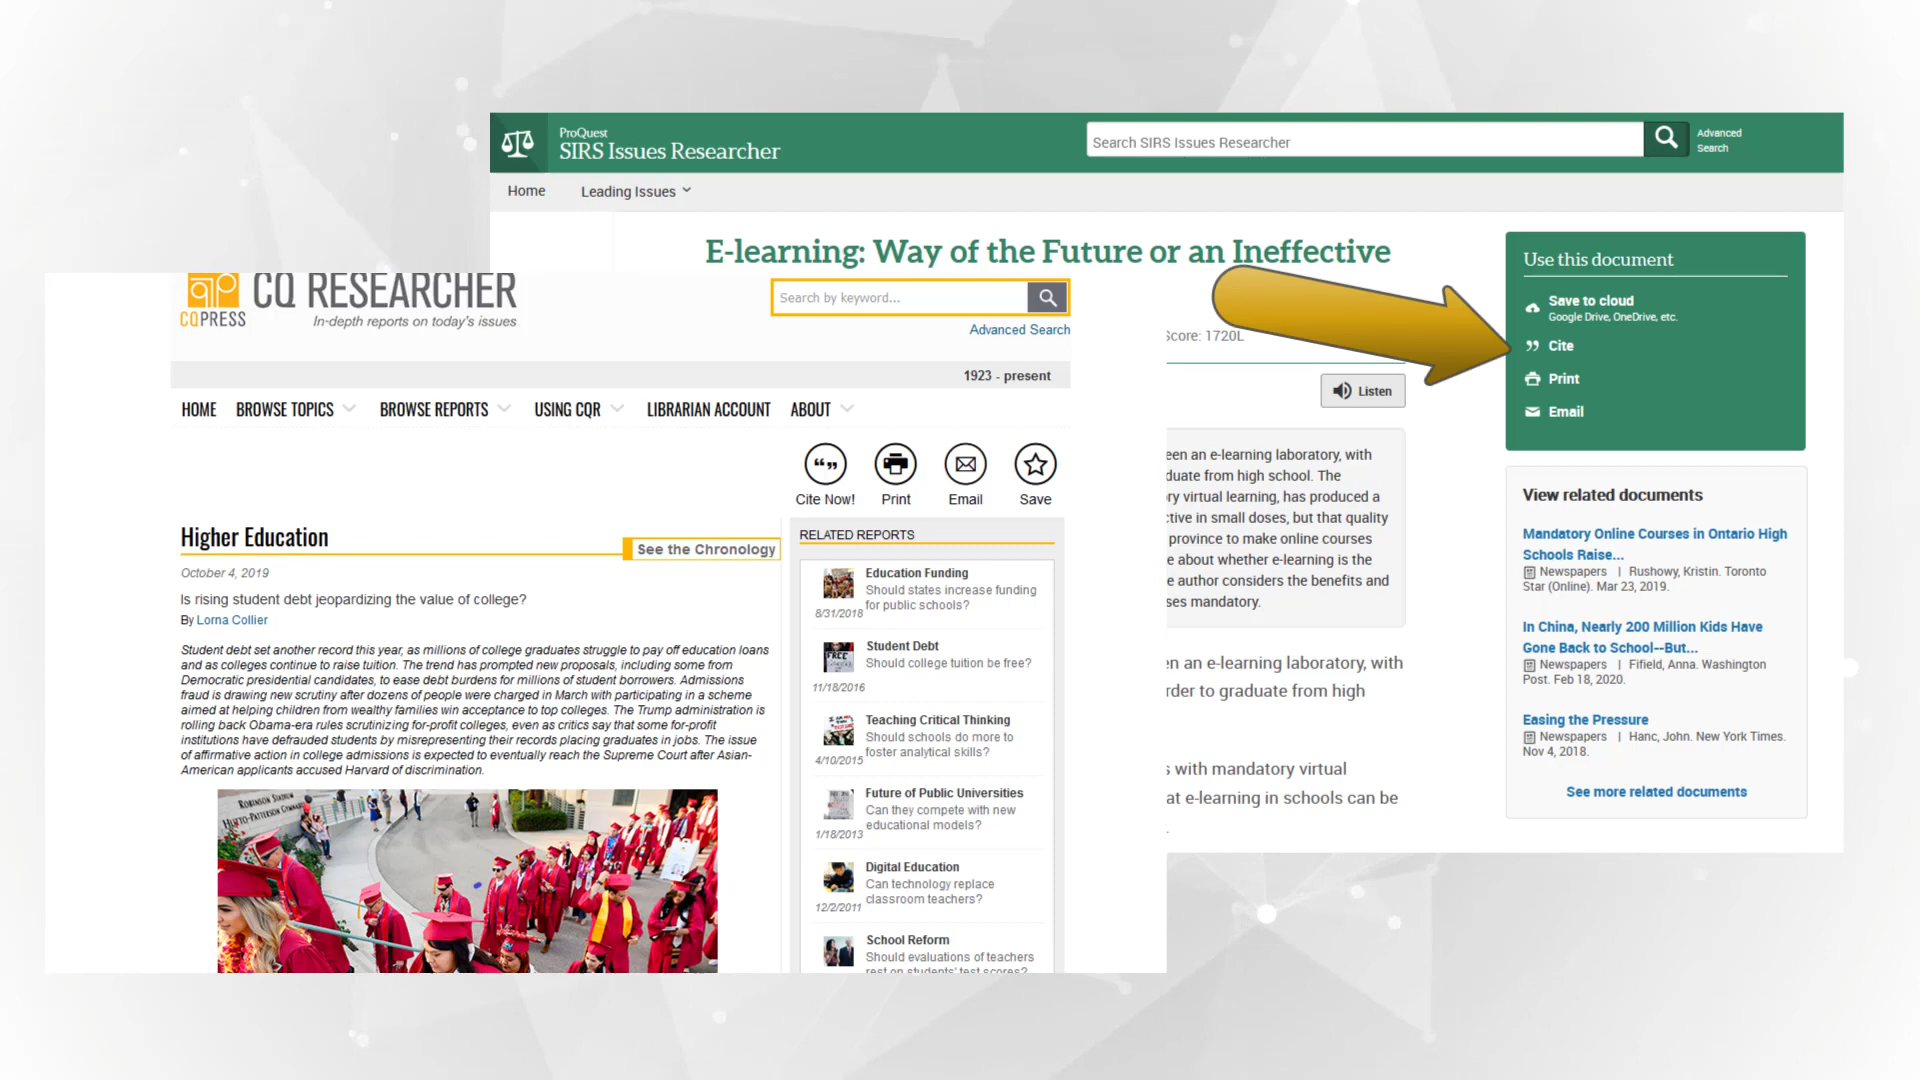 ProQuest
SIRS Issues Researcher
Search SIRS Issues Researcher
Advanced
Search
Home
Leading Issues
E-learning: Way of the Future or an Ineffective
Score: 1720L
Listen
een an e-learning laboratory, with
duate from high school. The
ry virtual learning, has produced a
ctive in small doses, but that quality
province to make online courses
e about whether e-learning is the
e author considers the benefits and
ses mandatory.
en an e-learning laboratory, with
rder to graduate from high
s with mandatory virtual
at e-learning in schools can be
Use this document
Save to cloud
Google Drive, OneDrive, etc.
Cite
Print
Email
View related documents
Mandatory Online Courses in Ontario High
Schools Raise...
Newspapers | Rushowy, Kristin. Toronto
Star (Online). Mar 23, 2019.
In China, Nearly 200 Million Kids Have
Gone Back to School--But...
Newspapers | Fifield, Anna. Washington
Post. Feb 18, 2020.
Easing the Pressure
Newspapers | Hanc, John. New York Times.
Nov 4, 2018.
See more related documents
CQPRESS
CQ RESEARCHER
In-depth reports on today's issues
Search by keyword...
Advanced Search
1923 - present
HOME BROWSE TOPICS BROWSE REPORTS USING CQR LIBRARIAN ACCOUNT ABOUT
Cite Now! Print Email Save
Higher Education
See the Chronology
October 4, 2019
Is rising student debt jeopardizing the value of college?
By Lorna Collier
Student debt set another record this year, as millions of college graduates struggle to pay off education loans
and as colleges continue to raise tuition. The trend has prompted new proposals, including some from
Democratic presidential candidates, to ease debt burdens for millions of student borrowers. Admissions
fraud is drawing new scrutiny after dozens of people were charged in March with participating in a scheme
aimed at helping children from wealthy families win acceptance to top colleges. The Trump administration is
rolling back Obama-era rules scrutinizing for-profit colleges, even as critics say that some for-profit
institutions have defrauded students by misrepresenting their records placing graduates in jobs. The issue
of affirmative action in college admissions is expected to eventually reach the Supreme Court after Asian-
American applicants accused Harvard of discrimination.
ROBINSON STADIUM
HUTTO-PATTERSON GYMNASIUM
RELATED REPORTS
Education Funding
Should states increase funding
for public schools?
8/31/2018
Student Debt
Should college tuition be free?
11/18/2016
Teaching Critical Thinking
Should schools do more to
foster analytical skills?
4/10/2015
Future of Public Universities
Can they compete with new
educational models?
1/18/2013
Digital Education
Can technology replace
classroom teachers?
12/2/2011
School Reform
Should evaluations of teachers
rest on students' test scores?